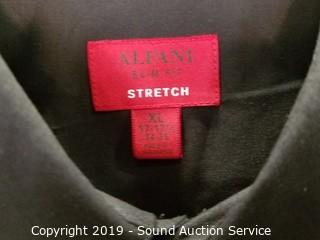 ALFANI
SLIM FIT
STRETCH
XL
Copyright 2019 - Sound Auction Service